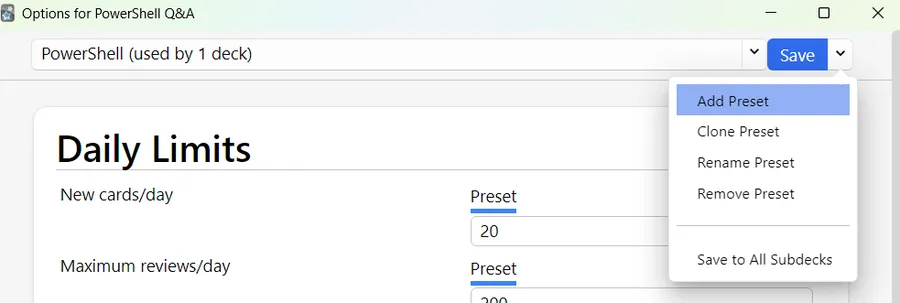 Options for PowerShell Q&A
PowerShell (used by 1 deck)
Save
Add Preset
Clone Preset
Rename Preset
Remove Preset
Save to All Subdecks
Daily Limits
New cards/day
Preset
20
Maximum reviews/day
Preset
200